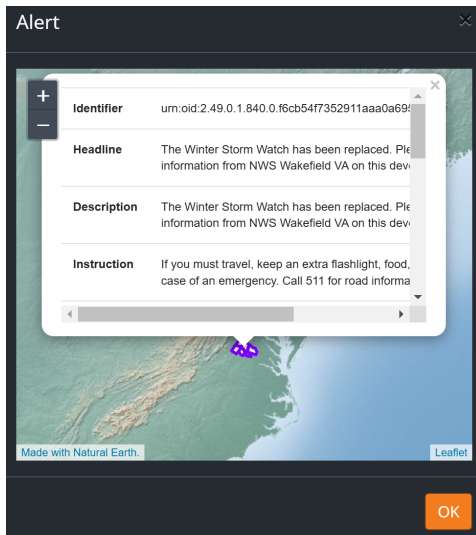 Alert
×
+
−
×
Identifier urn:oid:2.49.0.1.840.0.f6cb54f7352911aaa0a695
Headline The Winter Storm Watch has been replaced. Ple
information from NWS Wakefield VA on this deve
Description The Winter Storm Watch has been replaced. Ple
information from NWS Wakefield VA on this deve
Instruction If you must travel, keep an extra flashlight, food,
case of an emergency. Call 511 for road informa
Made with Natural Earth.
Leaflet
OK